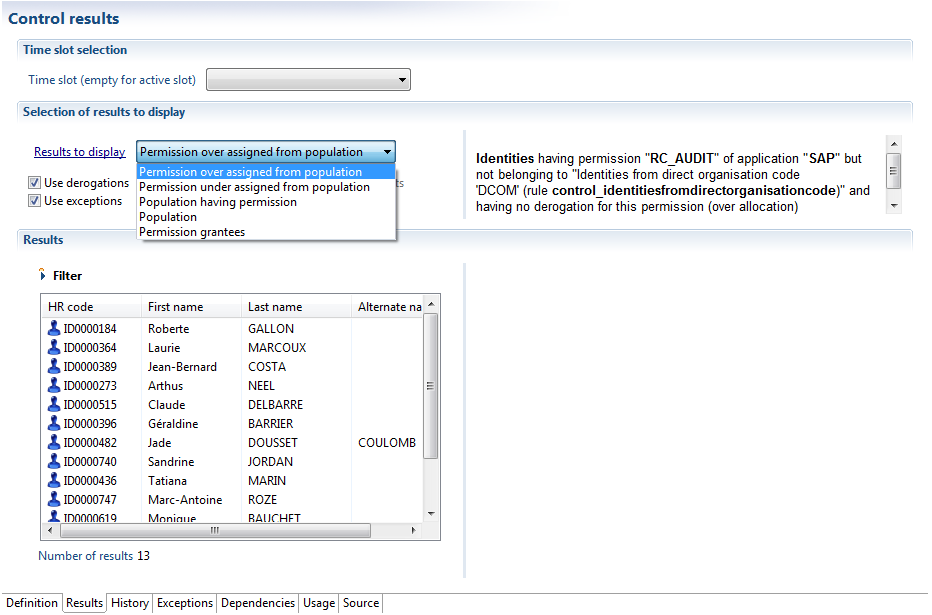 Control results
Time slot selection
Time slot (empty for active slot)
Selection of results to display
Results to display
Permission over assigned from population
Permission over assigned from population
Permission under assigned from population
Population having permission
Population
Permission grantees
Use derogations
Use exceptions
Identities having permission "RC_AUDIT" of application "SAP" but
not belonging to "Identities from direct organisation code
'DCOM' (rule control_identitiesfromdirectorganisationcode)" and
having no derogation for this permission (over allocation)
Results
Filter
HR code First name Last name Alternate na
ID0000184 Roberte GALLON
ID0000364 Laurie MARCOUX
ID0000389 Jean-Bernard COSTA
ID0000273 Arthus NEEL
ID0000515 Claude DELBARRE
ID0000396 Géraldine BARRIER
ID0000482 Jade DOUSSET COULOMB
ID0000740 Sandrine JORDAN
ID0000436 Tatiana MARIN
ID0000747 Marc-Antoine ROZE
ID0000619 Monique BAUCHET
Number of results 13
Definition Results History Exceptions Dependencies Usage Source